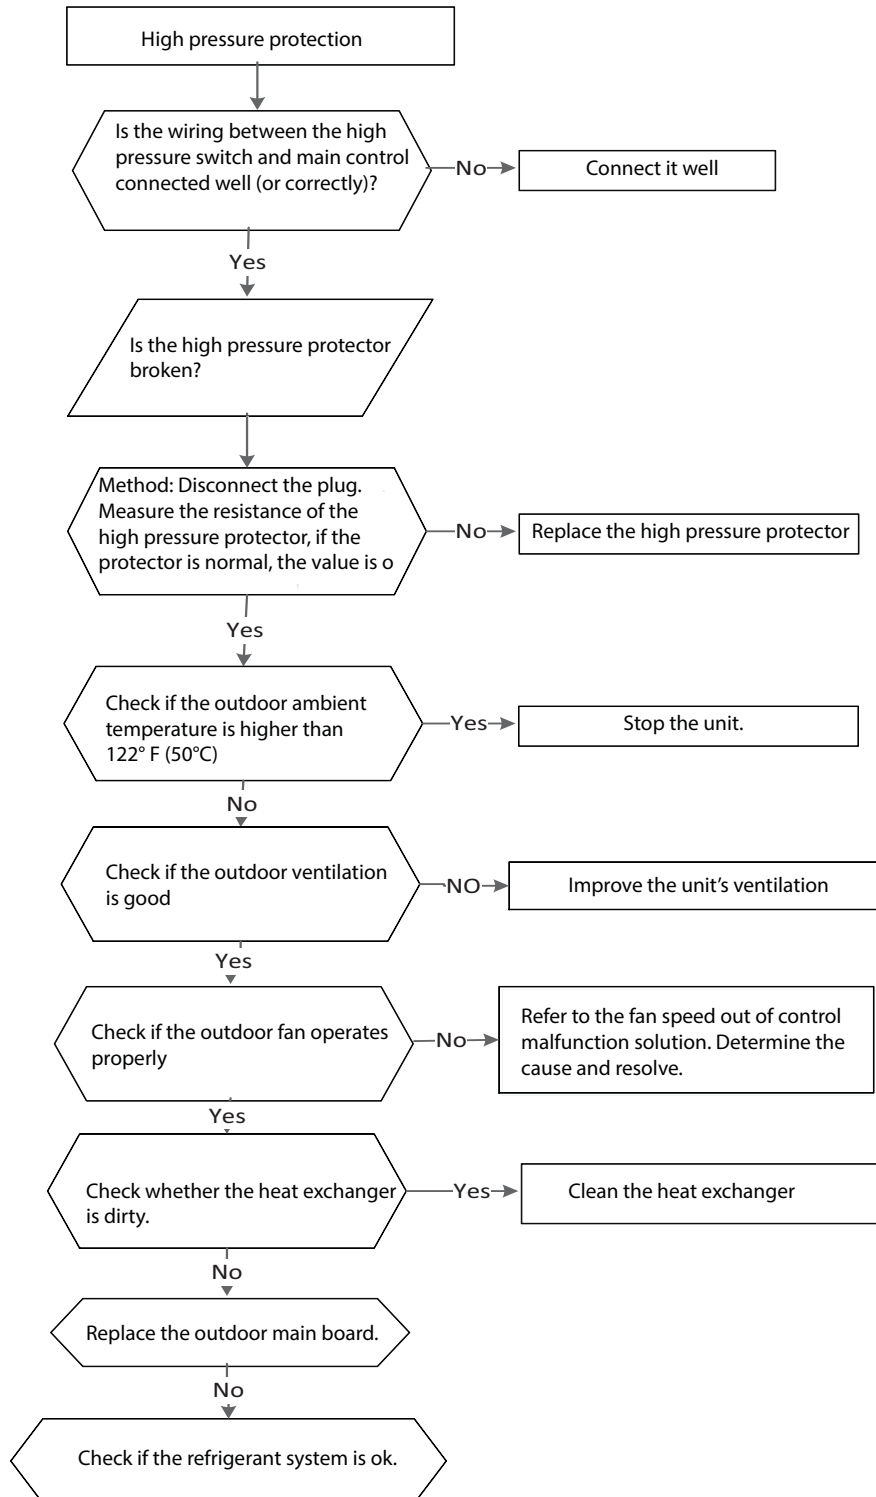 High pressure protection
Is the wiring between the high
pressure switch and main control
connected well (or correctly)?
No
Connect it well
Yes
Is the high pressure protector
broken?
Method: Disconnect the plug.
Measure the resistance of the
high pressure protector, if the
protector is normal, the value is o
No
Replace the high pressure protector
Yes
Check if the outdoor ambient
temperature is higher than
122° F (50°C)
Yes
Stop the unit.
No
Check if the outdoor ventilation
is good
NO
Improve the unit's ventilation
Yes
Check if the outdoor fan operates
properly
No
Refer to the fan speed out of control
malfunction solution. Determine the
cause and resolve.
Yes
Check whether the heat exchanger
is dirty.
Yes
Clean the heat exchanger
No
Replace the outdoor main board.
No
Check if the refrigerant system is ok.